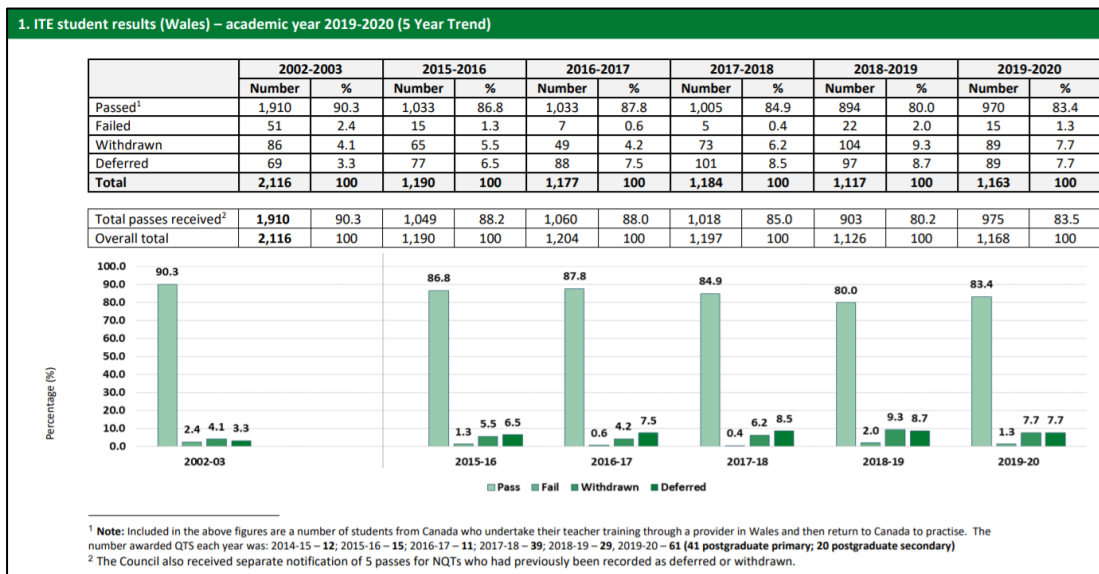 1. ITE student results (Wales) – academic year 2019-2020 (5 Year Trend)
2002-2003 2015-2016 2016-2017 2017-2018 2018-2019 2019-2020
Number % Number % Number % Number % Number % Number %
Passed1 1,910 90.3 1,033 86.8 1,033 87.8 1,005 84.9 894 80.0 970 83.4
Failed 51 2.4 15 1.3 7 0.6 5 0.4 22 2.0 15 1.3
Withdrawn 86 4.1 65 5.5 49 4.2 73 6.2 104 9.3 89 7.7
Deferred 69 3.3 77 6.5 88 7.5 101 8.5 97 8.7 89 7.7
Total 2,116 100 1,190 100 1,177 100 1,184 100 1,117 100 1,163 100
Total passes received2 1,910 90.3 1,049 88.2 1,060 88.0 1,018 85.0 903 80.2 975 83.5
Overall total 2,116 100 1,190 100 1,204 100 1,197 100 1,126 100 1,168 100
Percentage (%)
100.0
90.0
80.0
70.0
60.0
50.0
40.0
30.0
20.0
10.0
0.0
90.3 2.4 4.1 3.3
86.8 1.3 5.5 6.5
87.8 0.6 4.2 7.5
84.9 0.4 6.2 8.5
80.0 2.0 9.3 8.7
83.4 1.3 7.7 7.7
2002-03 2015-16 2016-17 2017-18 2018-19 2019-20
Pass Fail Withdrawn Deferred
1 Note: Included in the above figures are a number of students from Canada who undertake their teacher training through a provider in Wales and then return to Canada to practise. The
number awarded QTS each year was: 2014-15 – 12; 2015-16 – 15; 2016-17 – 11; 2017-18 – 39; 2018-19 – 29, 2019-20 – 61 (41 postgraduate primary; 20 postgraduate secondary)
2 The Council also received separate notification of 5 passes for NQTs who had previously been recorded as deferred or withdrawn.